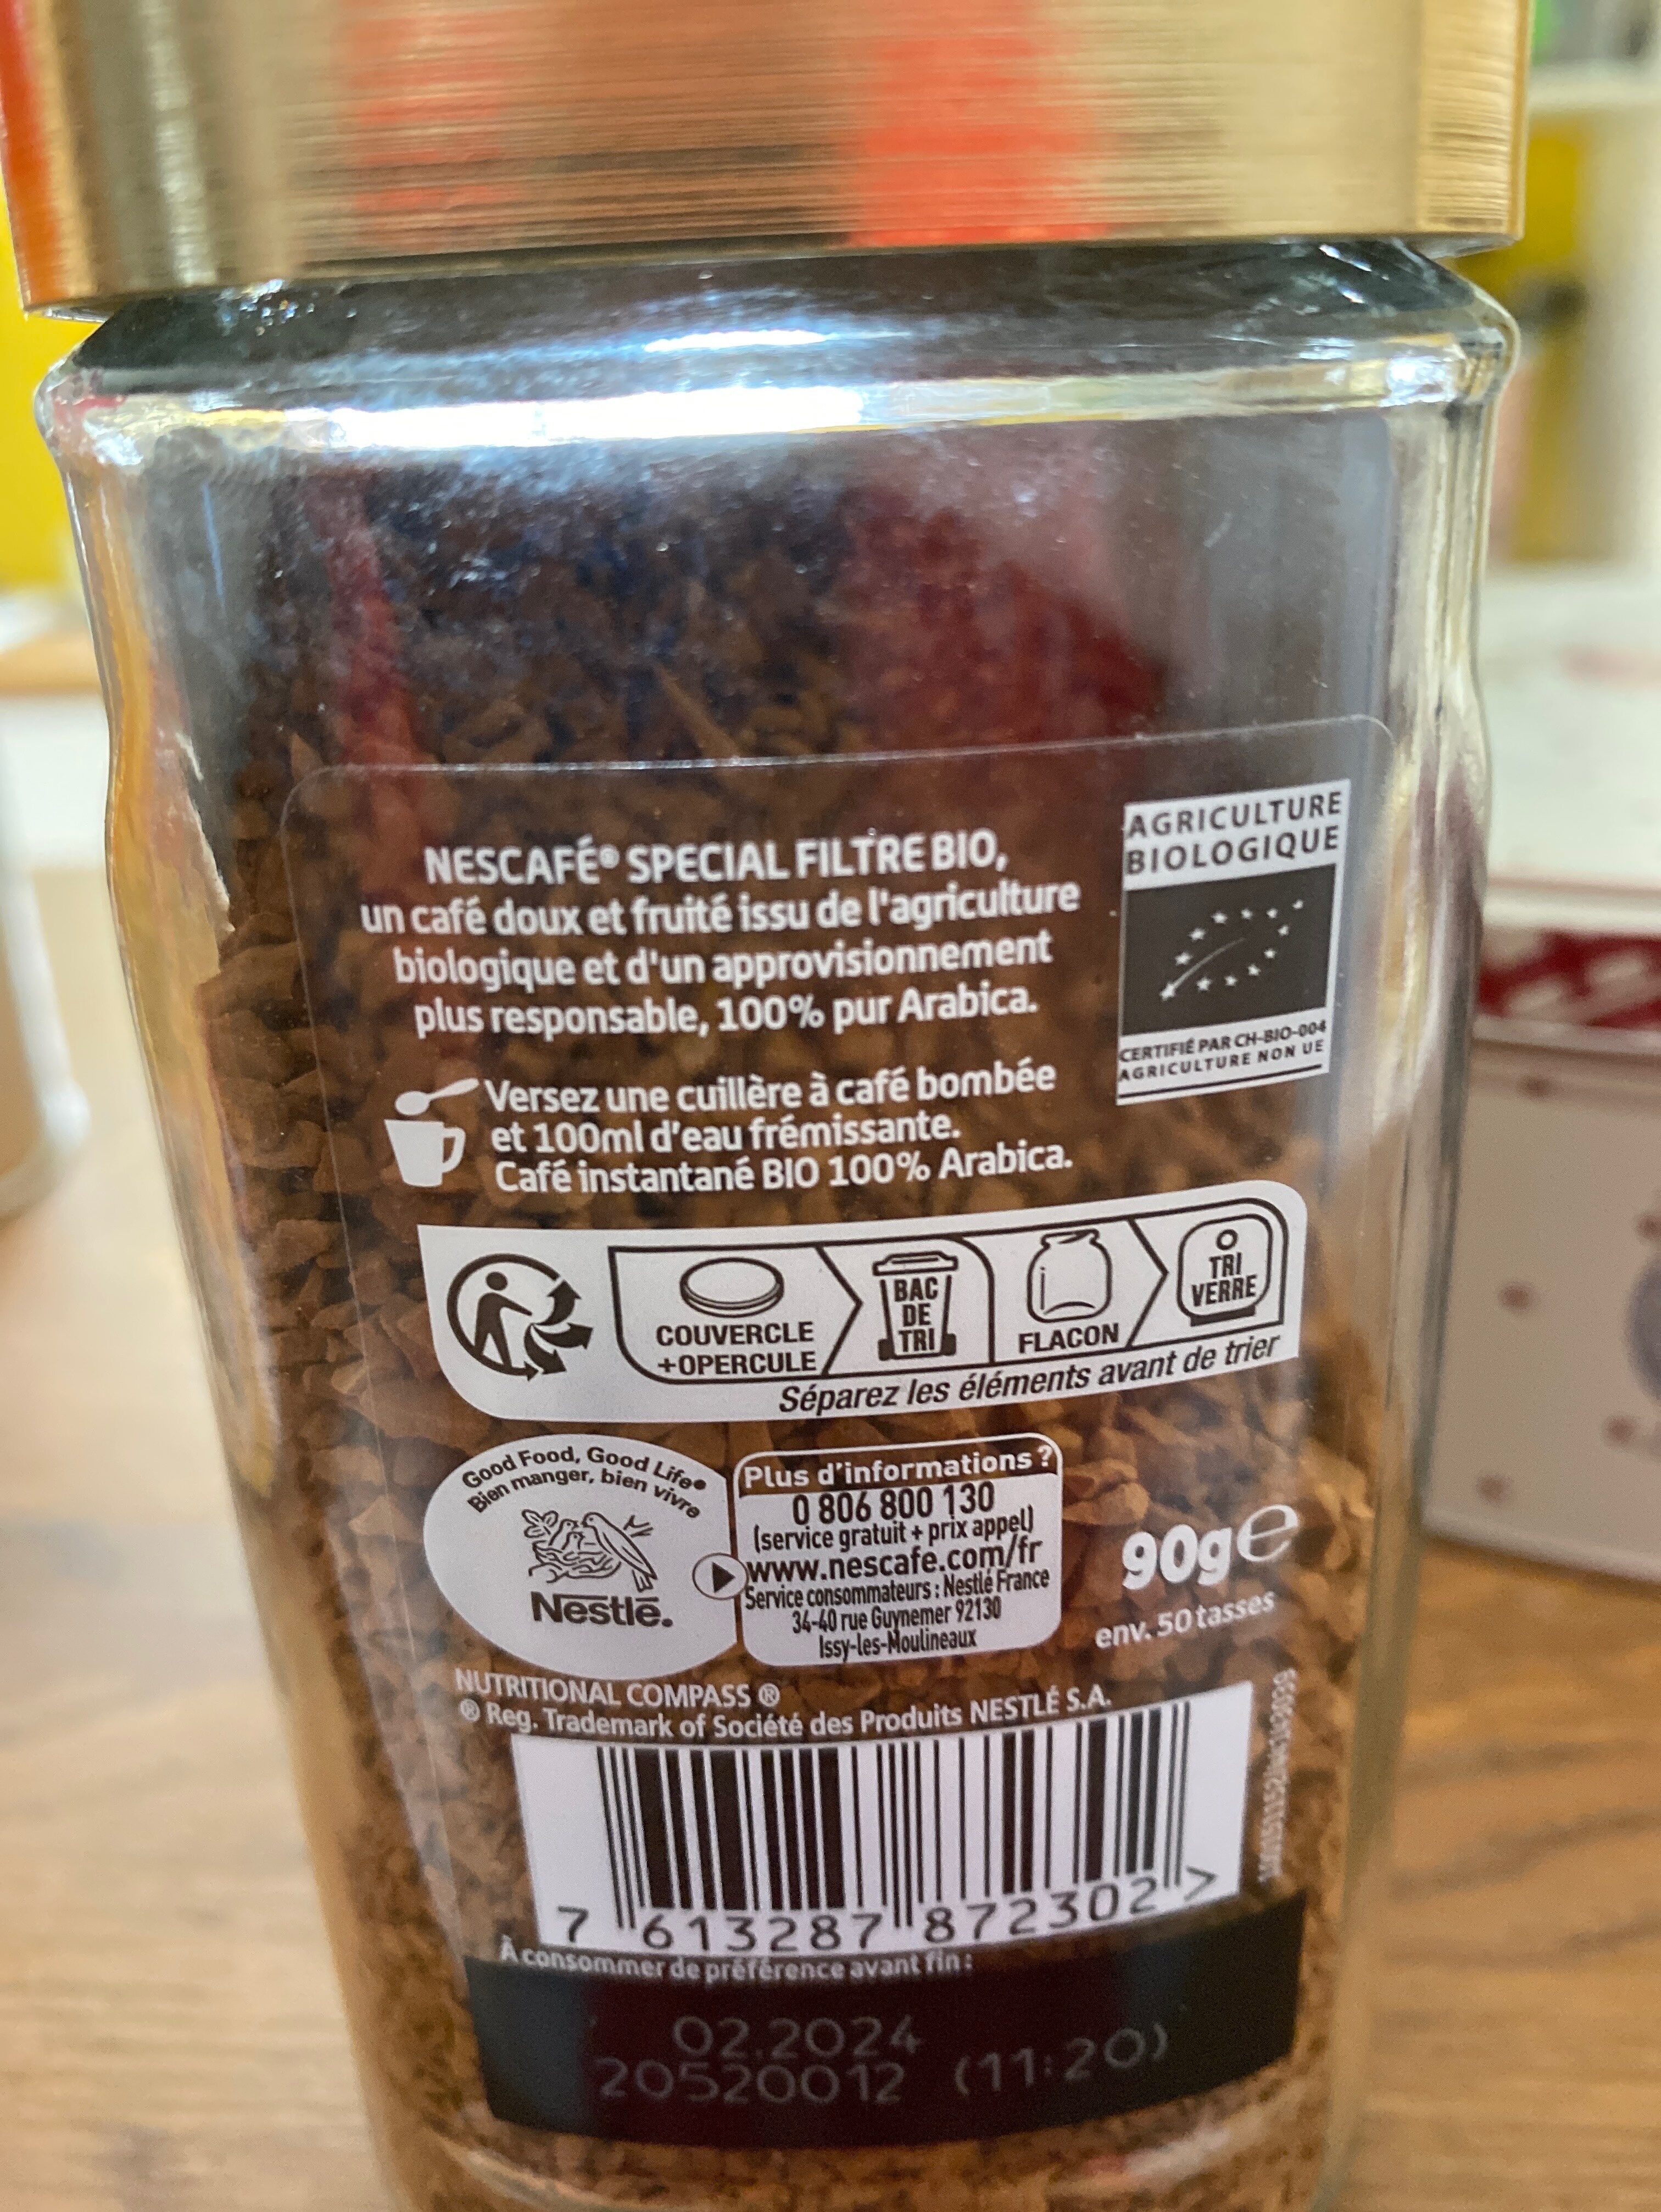 NESCAFÉ® SPECIAL FILTRE BIO,
un café doux et fruité issu de l'agriculture
biologique et d'un approvisionnement
plus responsable, 100% pur Arabica.
AGRICULTURE
BIOLOGIQUE
CERTIFIÉ PAR CH-BIO-004
AGRICULTURE NON UE
Versez une cuillère à café bombée
et 100ml d'eau frémissante.
Café instantané BIO 100% Arabica.
COUVERCLE
+OPERCULE
BAC
DE
TRI
FLACON
TRI
VERRE
Séparez les éléments avant de trier
Good Food, Good Life®
Bien manger, bien vivre
Nestlé.
Plus d'informations ?
0 806 800 130
(service gratuit + prix appel)
www.nescafe.com/fr
Service consommateurs : Nestlé France
34-40 rue Guynemer 92130
Issy-les-Moulineaux
90g℮
env. 50 tasses
NUTRITIONAL COMPASS ®
® Reg. Trademark of Société des Produits NESTLÉ S.A.
7 613287 872302 >
À consommer de préférence avant fin :
02.2024
20520012 (11:20)